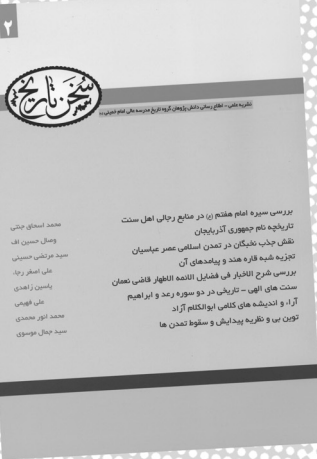 ۲
سخن تاریخ
نشریه علمی - اطلاع رسانی دانش پژوهان گروه تاریخ مدرسه عالی امام خمینی (ره)
بررسی سیره امام هفتم (ع) در منابع رجالی اهل سنت
محمد اسحاق جنتی
تاریخچه نام جمهوری آذربایجان
وصال حسین اف
نقش جذب نخبگان در تمدن اسلامی عصر عباسیان
سید مرتضی حسینی
تجزیه شبه قاره هند و پیامدهای آن
علی اصغر رجا
بررسی شرح الاخبار فی فضایل الائمه الاطهار قاضی نعمان
یاسین زاهدی
سنت های الهی - تاریخی در دو سوره رعد و ابراهیم
علی فهیمی
آراء و اندیشه های کلامی ابوالکلام آزاد
محمد انور محمدی
توین بی و نظریه پیدایش و سقوط تمدن ها
سید جمال موسوی